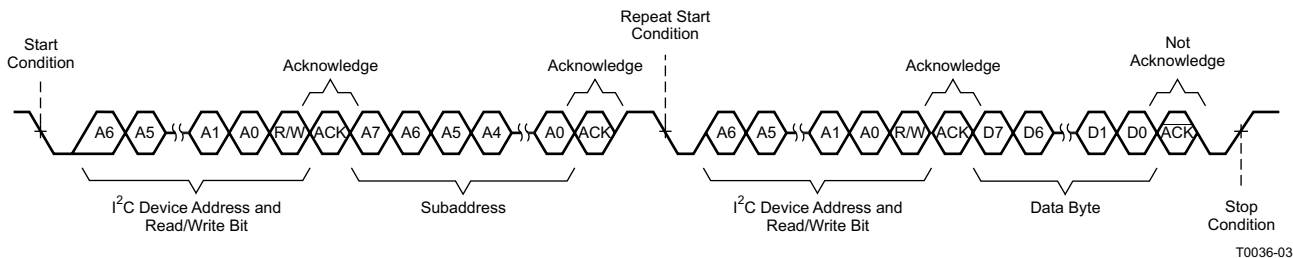 Start
Condition
Repeat Start
Condition
Acknowledge
Acknowledge
Acknowledge
Not
Acknowledge
A6 A5 A1 A0 R/W ACK A7 A6 A5 A4 A0 ACK A6 A5 A1 A0 R/W ACK D7 D6 D1 D0 ACK
I²C Device Address and
Read/Write Bit
Subaddress
I²C Device Address and
Read/Write Bit
Data Byte
Stop
Condition
T0036-03